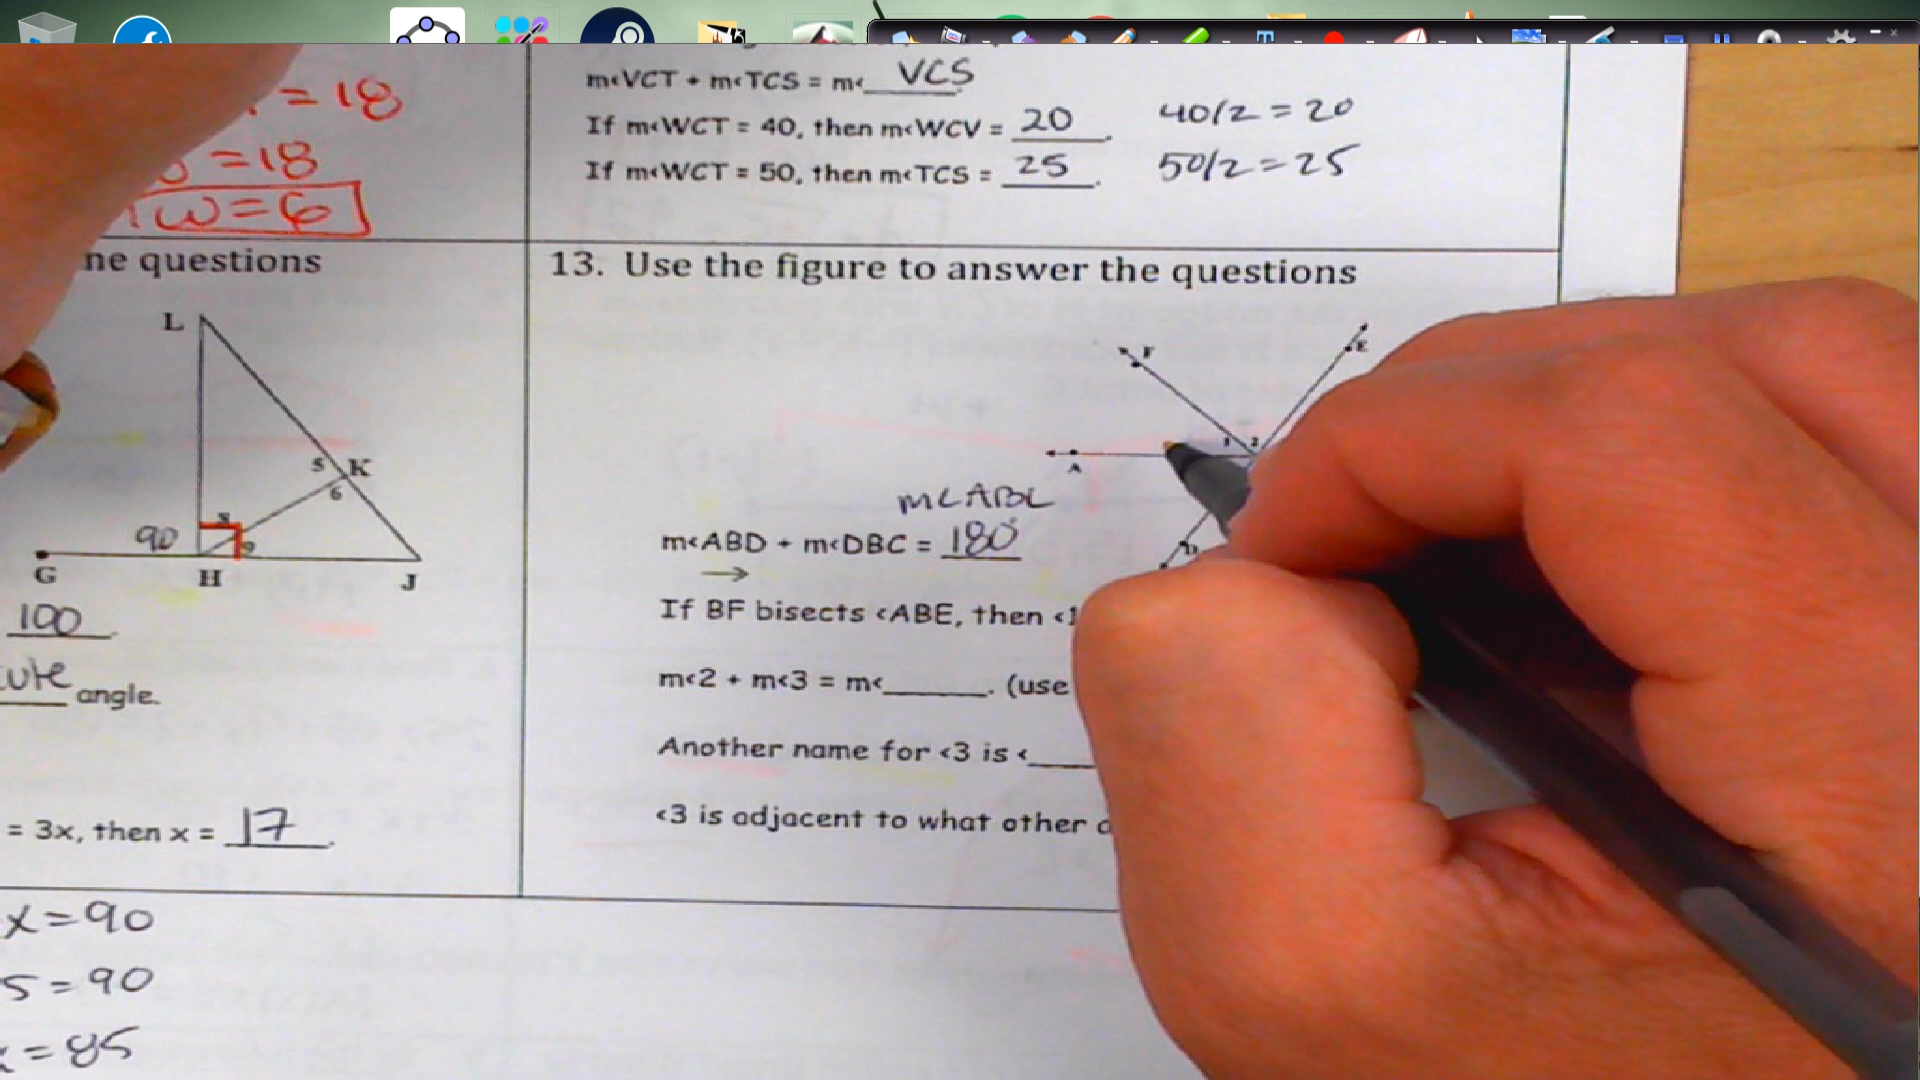 m<VCT + m<TCS = m< VCS
If m<WCT = 40, then m<WCV = 20. 40/2 = 20
If m<WCT = 50, then m<TCS = 25. 50/2 = 25
= 18
= 18
w = 6
ne questions
L
5 K
6
90
G H J
100.
ute angle.
= 3x, then x = 17.
x = 90
5 = 90
= 85
13. Use the figure to answer the questions
F E
1 2
A
D
m<ABC
m<ABD + m<DBC = 180
If BF bisects <ABE, then <1
m<2 + m<3 = m<______. (use
Another name for <3 is <____
<3 is adjacent to what other